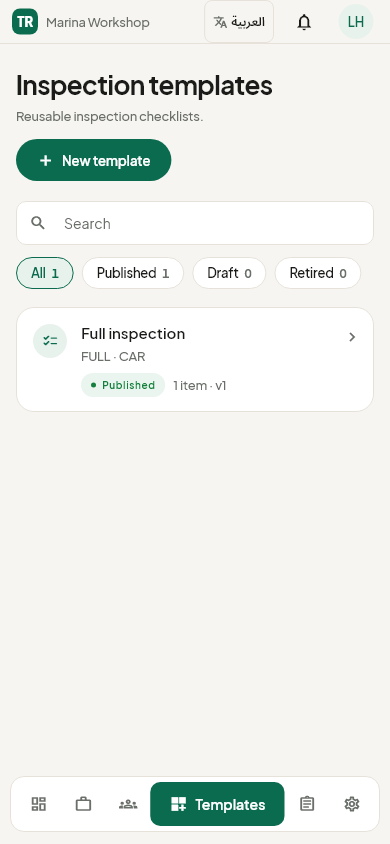 TR Marina Workshop العربية LH
Inspection templates
Reusable inspection checklists.
New template
Search
All 1 Published 1 Draft 0 Retired 0
Full inspection
FULL · CAR
Published 1 item · v1
Templates